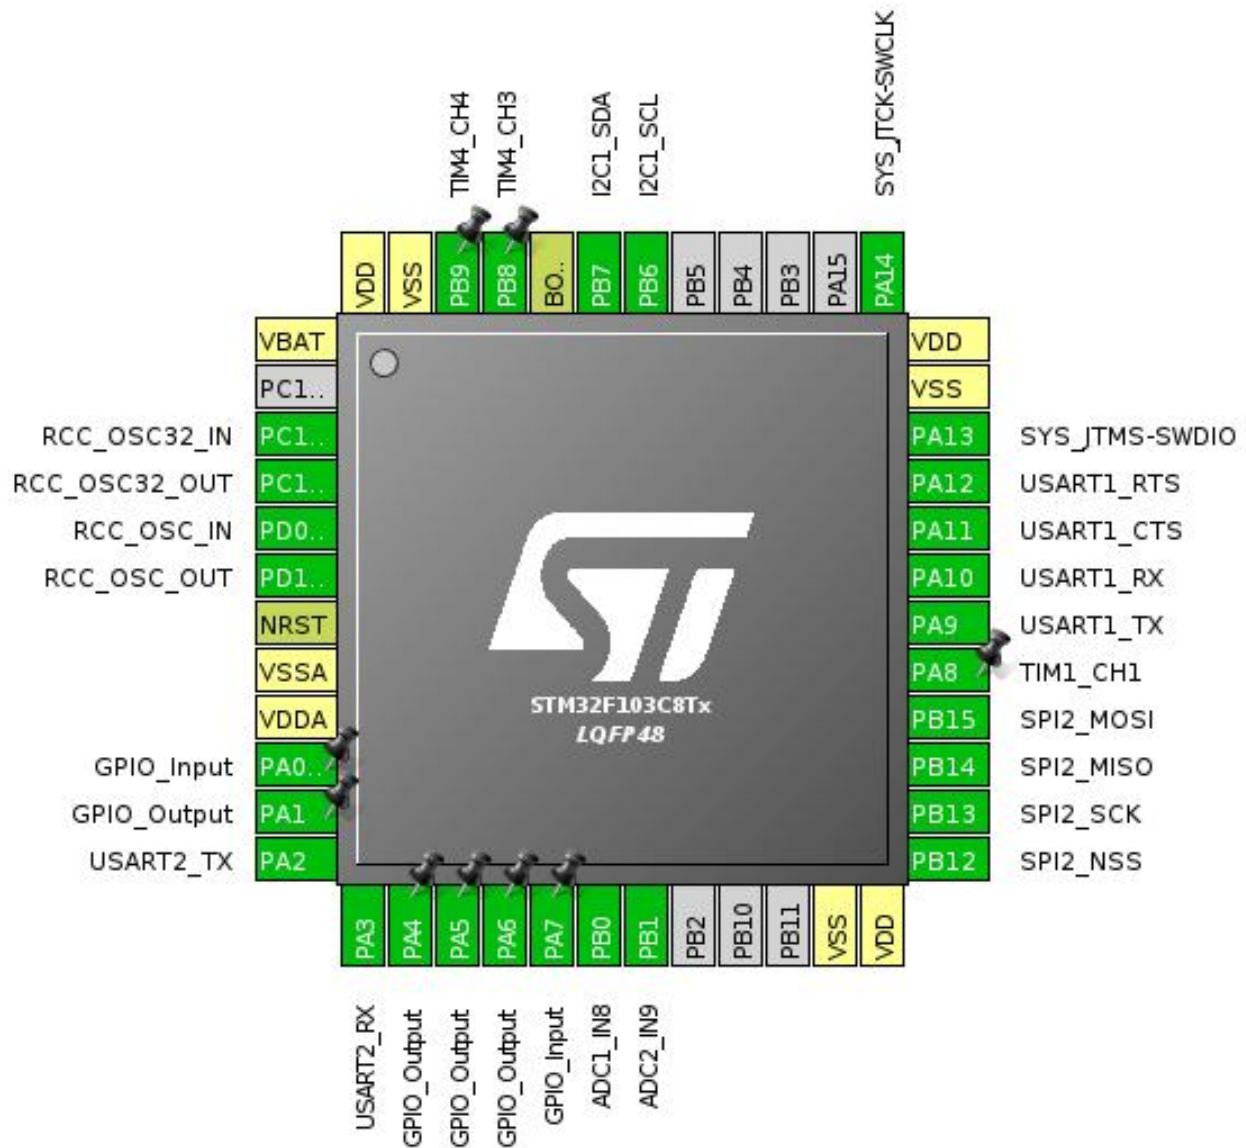 TIM4_CH4
TIM4_CH3
I2C1_SDA
I2C1_SCL
SYS_JTCK-SWCLK
VDD
VSS
PB9
PB8
BO..
PB7
PB6
PB5
PB4
PB3
PA15
PA14
VBAT
PC1..
RCC_OSC32_IN PC1..
RCC_OSC32_OUT PC1..
RCC_OSC_IN PD0..
RCC_OSC_OUT PD1..
NRST
VSSA
VDDA
GPIO_Input PA0..
GPIO_Output PA1
USART2_TX PA2
ST
STM32F103C8Tx
LQFP48
VDD
VSS
PA13 SYS_JTMS-SWDIO
PA12 USART1_RTS
PA11 USART1_CTS
PA10 USART1_RX
PA9 USART1_TX
PA8 TIM1_CH1
PB15 SPI2_MOSI
PB14 SPI2_MISO
PB13 SPI2_SCK
PB12 SPI2_NSS
PA3
PA4
PA5
PA6
PA7
PB0
PB1
PB2
PB10
PB11
VSS
VDD
USART2_RX
GPIO_Output
GPIO_Output
GPIO_Output
GPIO_Input
ADC1_IN8
ADC2_IN9